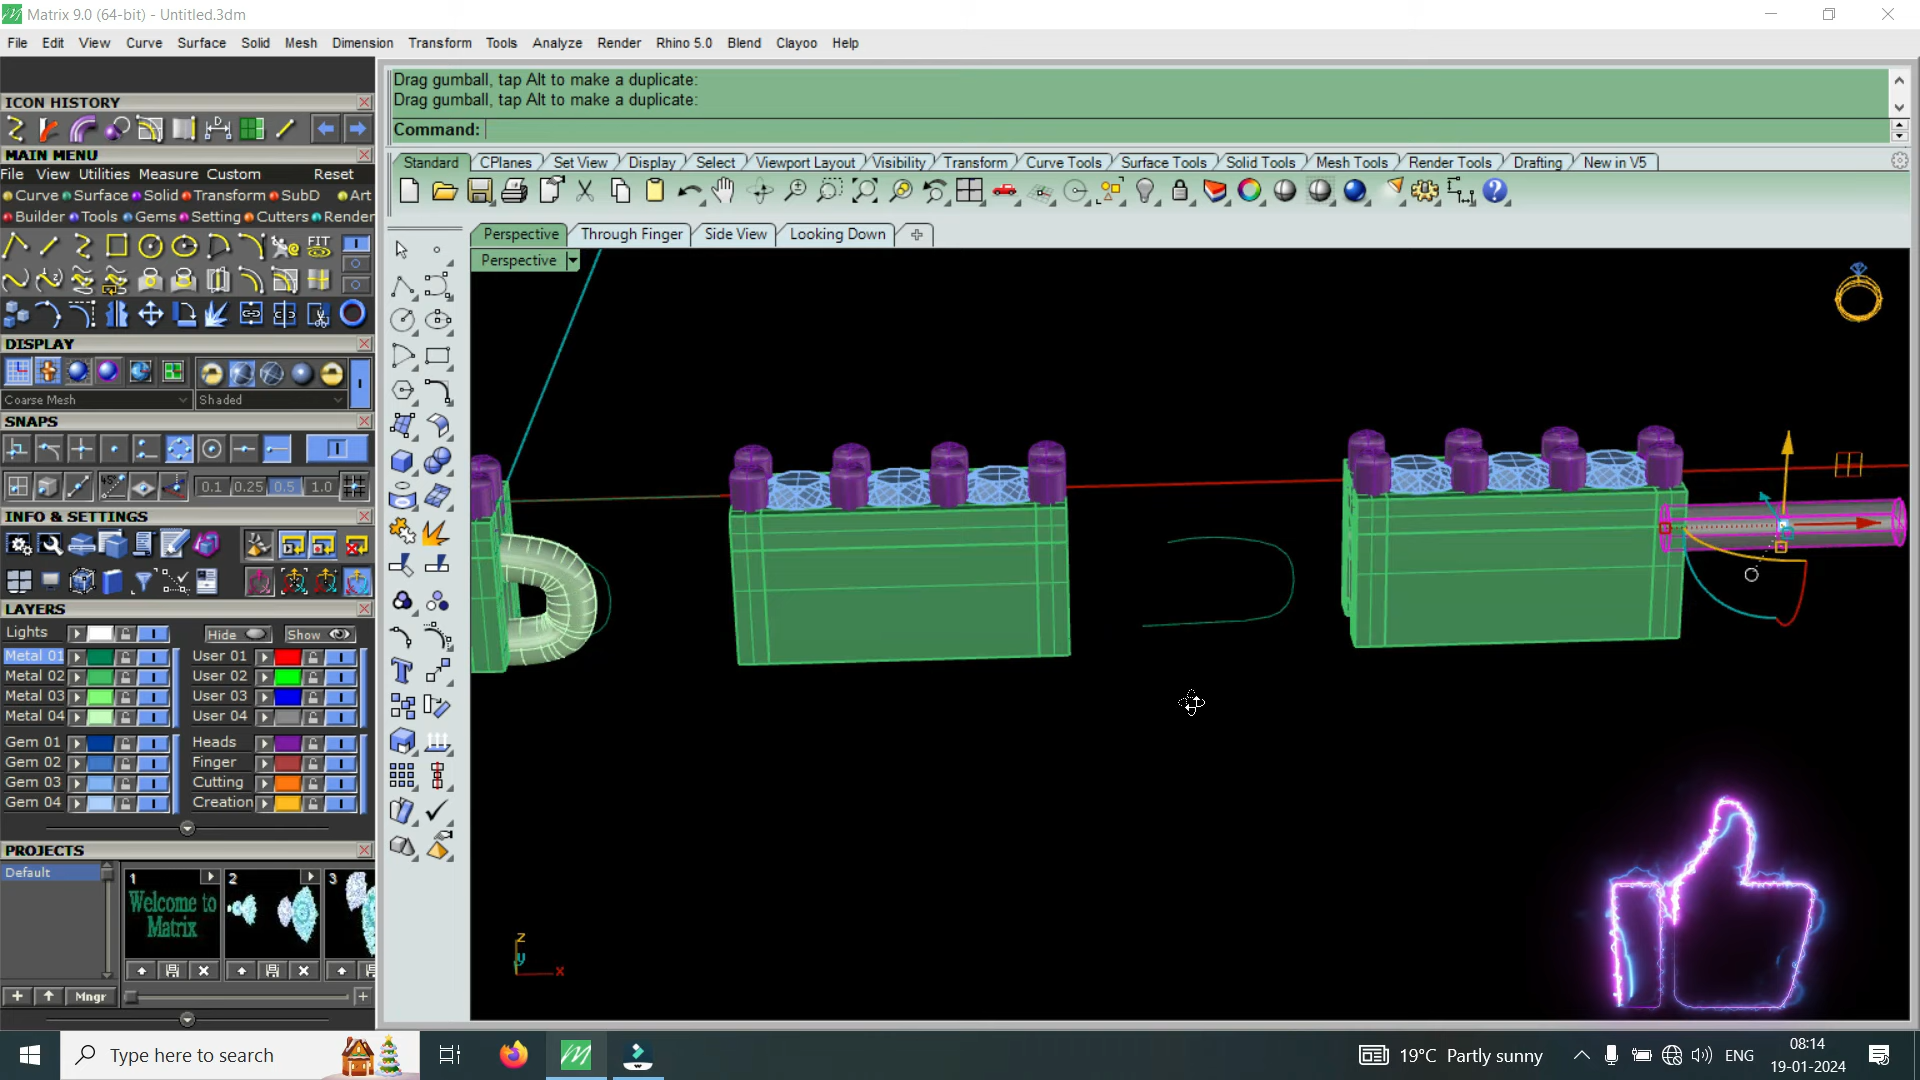 Matrix 9.0 (64-bit) - Untitled.3dm
File Edit View Curve Surface Solid Mesh Dimension Transform Tools Analyze Render Rhino 5.0 Blend Clayoo Help
Drag gumball, tap Alt to make a duplicate:
Drag gumball, tap Alt to make a duplicate:
Command:
ICON HISTORY
MAIN MENU
File View Utilities Measure Custom Reset
Curve Surface Solid Transform SubD Art
Builder Tools Gems Setting Cutters Render
FIT
Standard CPlanes Set View Display Select Viewport Layout Visibility Transform Curve Tools Surface Tools Solid Tools Mesh Tools Render Tools Drafting New in V5
Perspective Through Finger Side View Looking Down
Perspective
DISPLAY
Coarse Mesh Shaded
SNAPS
0.1 0.25 0.5 1.0
INFO & SETTINGS
LAYERS
Lights Hide Show
Metal 01 User 01
Metal 02 User 02
Metal 03 User 03
Metal 04 User 04
Gem 01 Heads
Gem 02 Finger
Gem 03 Cutting
Gem 04 Creation
PROJECTS
Default
1 2 3
Welcome to
Matrix
Mngr
z
y
x
Type here to search
19°C Partly sunny
ENG
08:14
19-01-2024